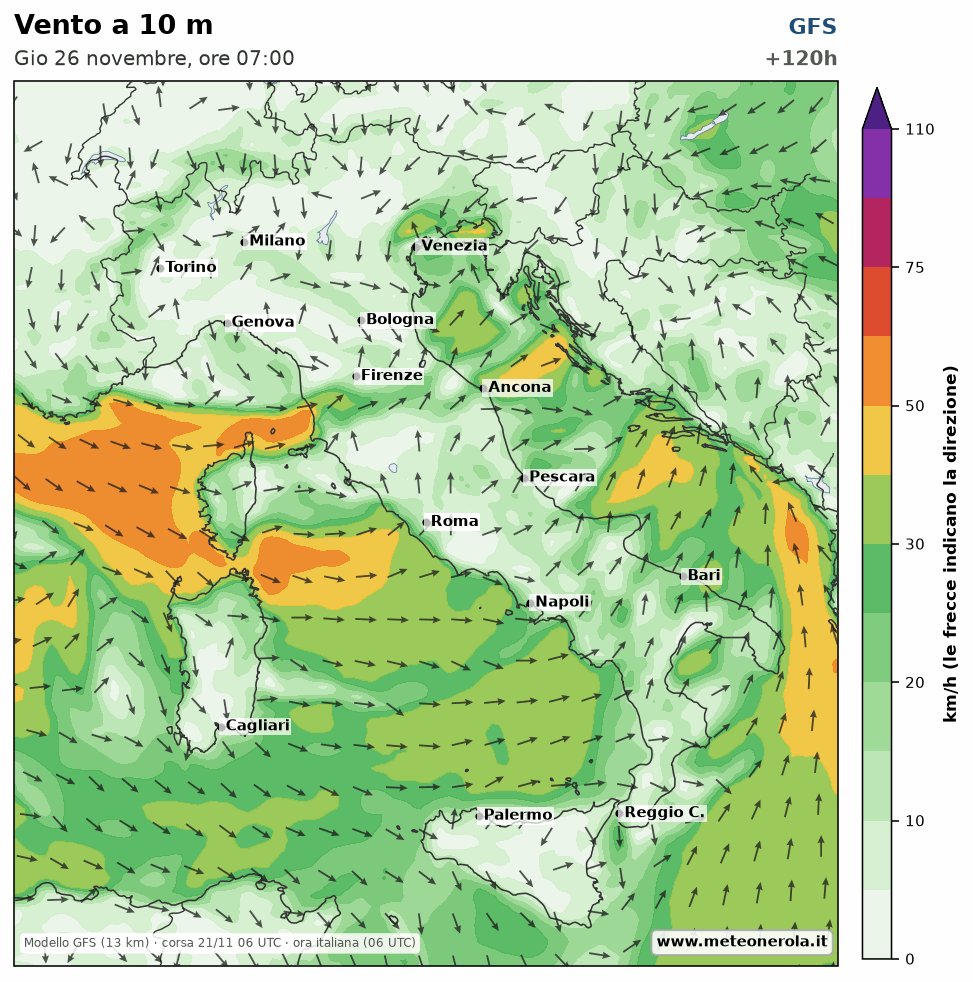 Vento a 10 m
GFS
Gio 26 novembre, ore 07:00
+120h
110
75
50
30
20
10
0
km/h (le frecce indicano la direzione)
Milano
Venezia
Torino
Genova
Bologna
Firenze
Ancona
Pescara
Roma
Bari
Napoli
Cagliari
Palermo
Reggio C.
Modello GFS (13 km) · corsa 21/11 06 UTC · ora italiana (06 UTC)
www.meteonerola.it